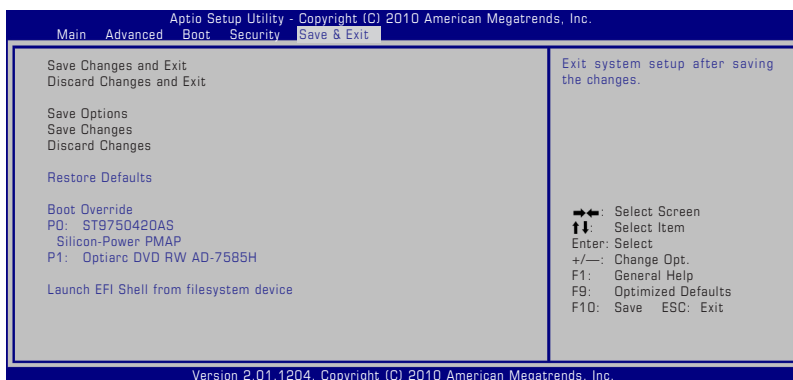 Aptio Setup Utility - Copyright (C) 2010 American Megatrends, Inc.
Main Advanced Boot Security Save & Exit
Save Changes and Exit
Discard Changes and Exit
Save Options
Save Changes
Discard Changes
Restore Defaults
Boot Override
P0: ST9750420AS
Silicon-Power PMAP
P1: Optiarc DVD RW AD-7585H
Launch EFI Shell from filesystem device
Exit system setup after saving
the changes.
→←: Select Screen
↑↓: Select Item
Enter: Select
+/—: Change Opt.
F1: General Help
F9: Optimized Defaults
F10: Save ESC: Exit
Version 2.01.1204. Copyright (C) 2010 American Megatrends, Inc.